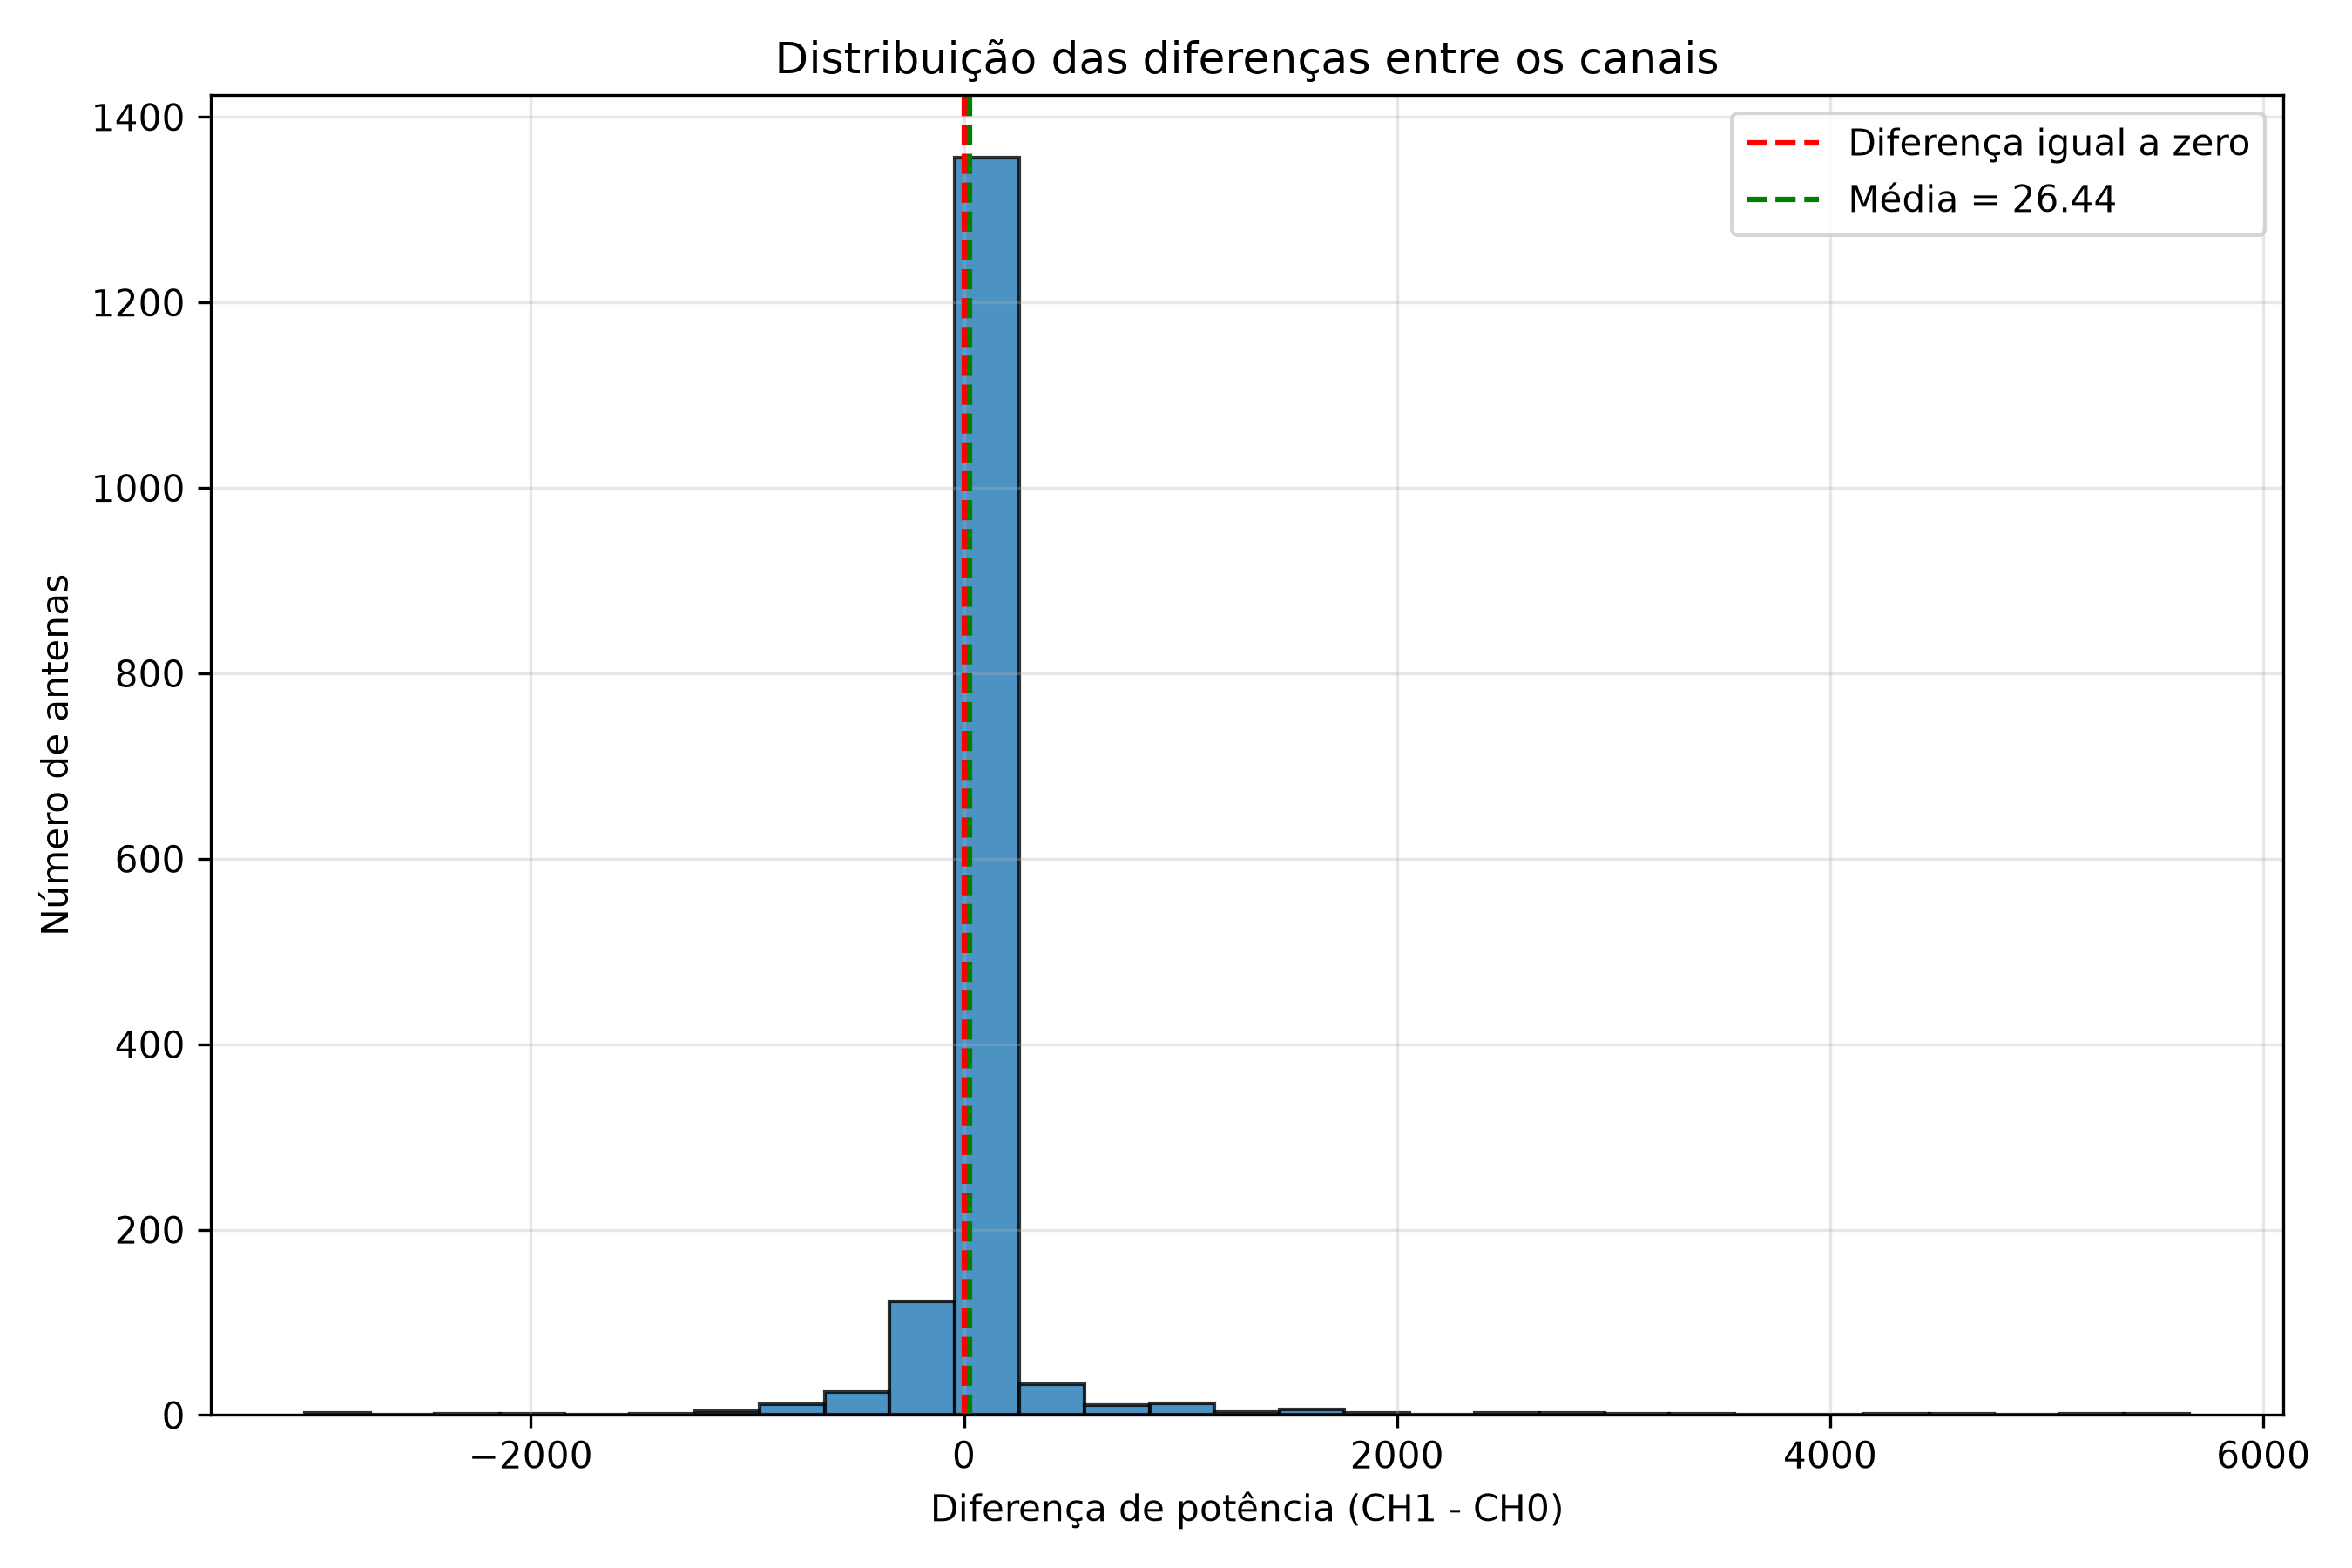 Distribuição das diferenças entre os canais
Diferença igual a zero
Média = 26.44
1400
1200
1000
800
600
400
200
0
Número de antenas
−2000
0
2000
4000
6000
Diferença de potência (CH1 - CH0)